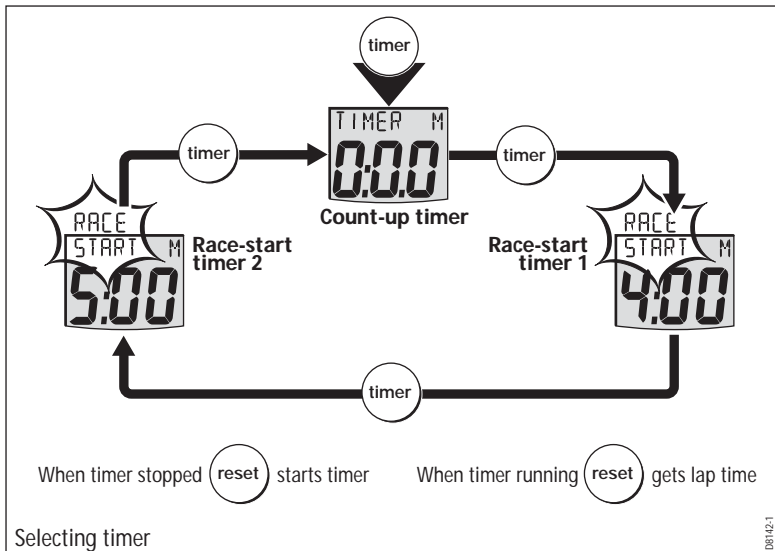 timer
TIMER M
0:0.0
Count-up timer
timer
timer
RACE
START M
5:00
Race-start
timer 2
Race-start
timer 1
RACE
START M
4:00
timer
When timer stopped reset starts timer
When timer running reset gets lap time
Selecting timer
D8142-1